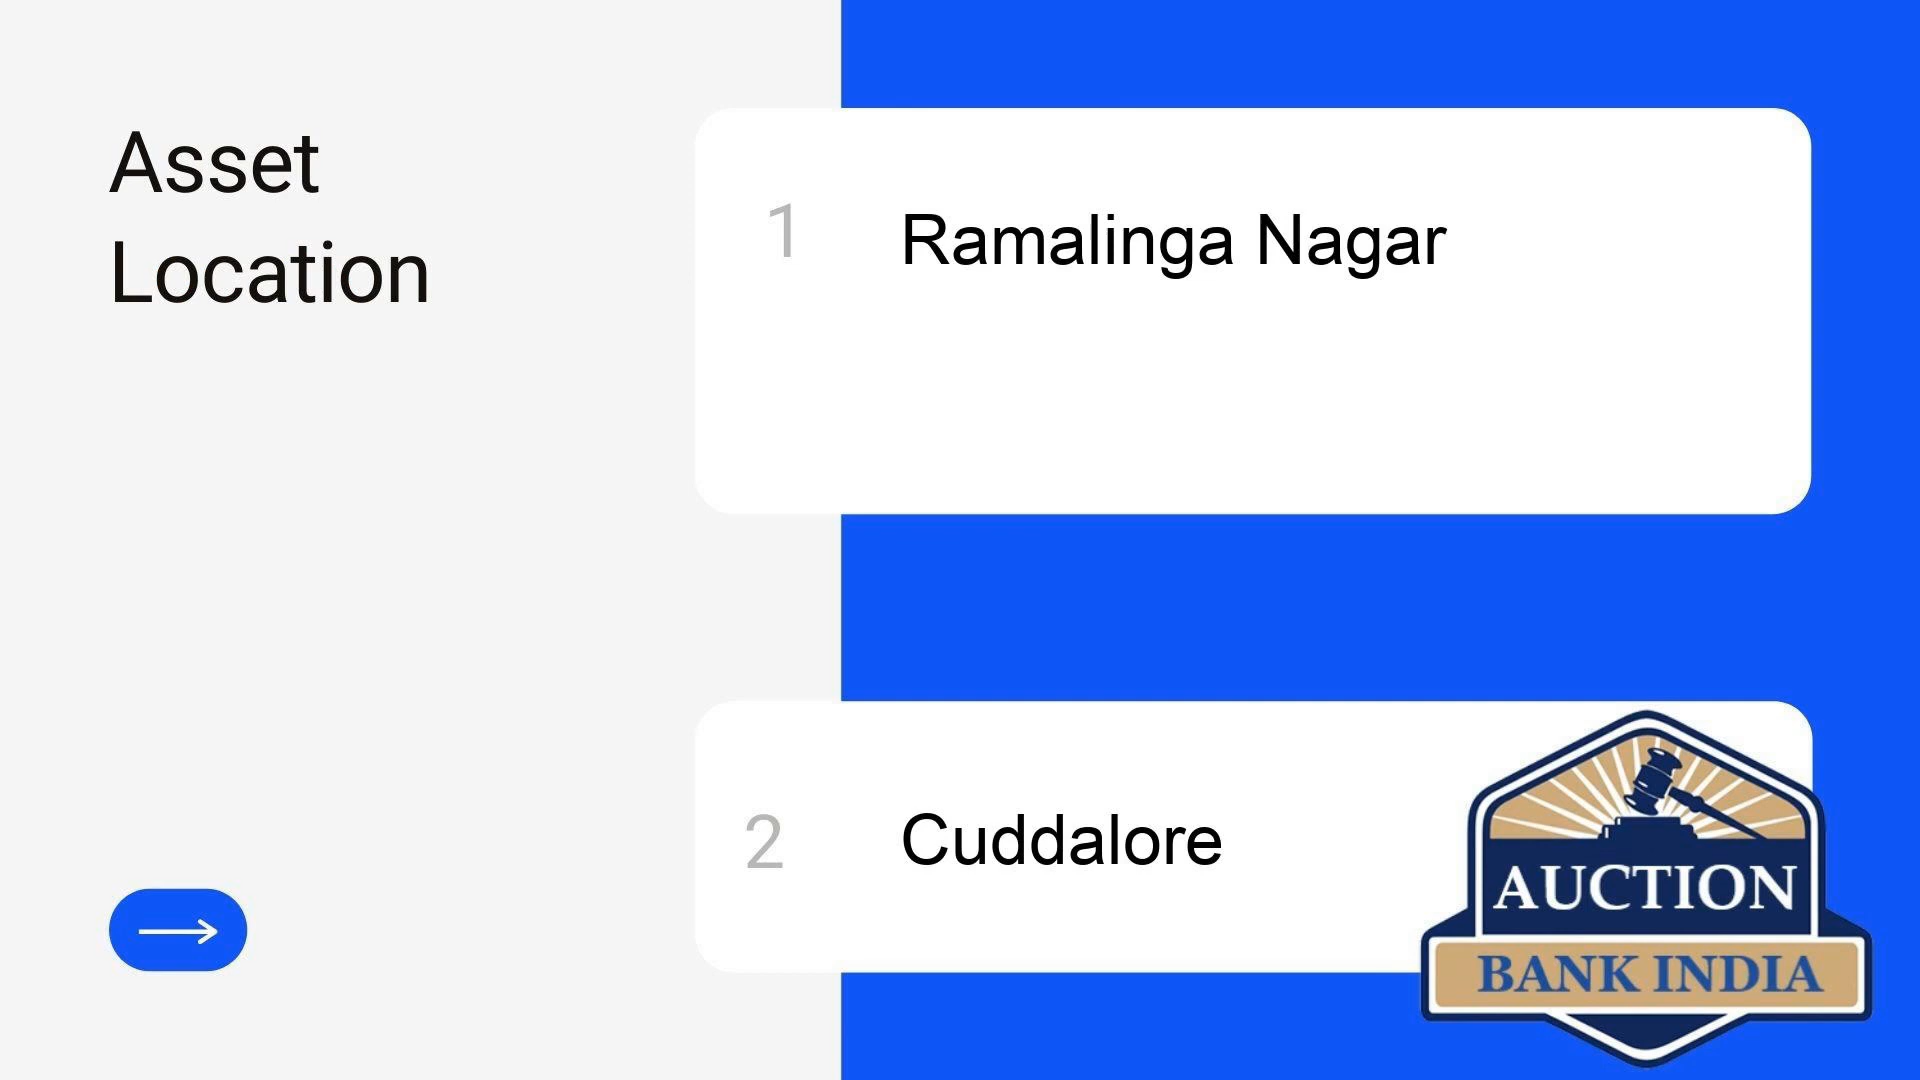 Asset
Location
1
Ramalinga Nagar
2
Cuddalore
AUCTION
BANK INDIA